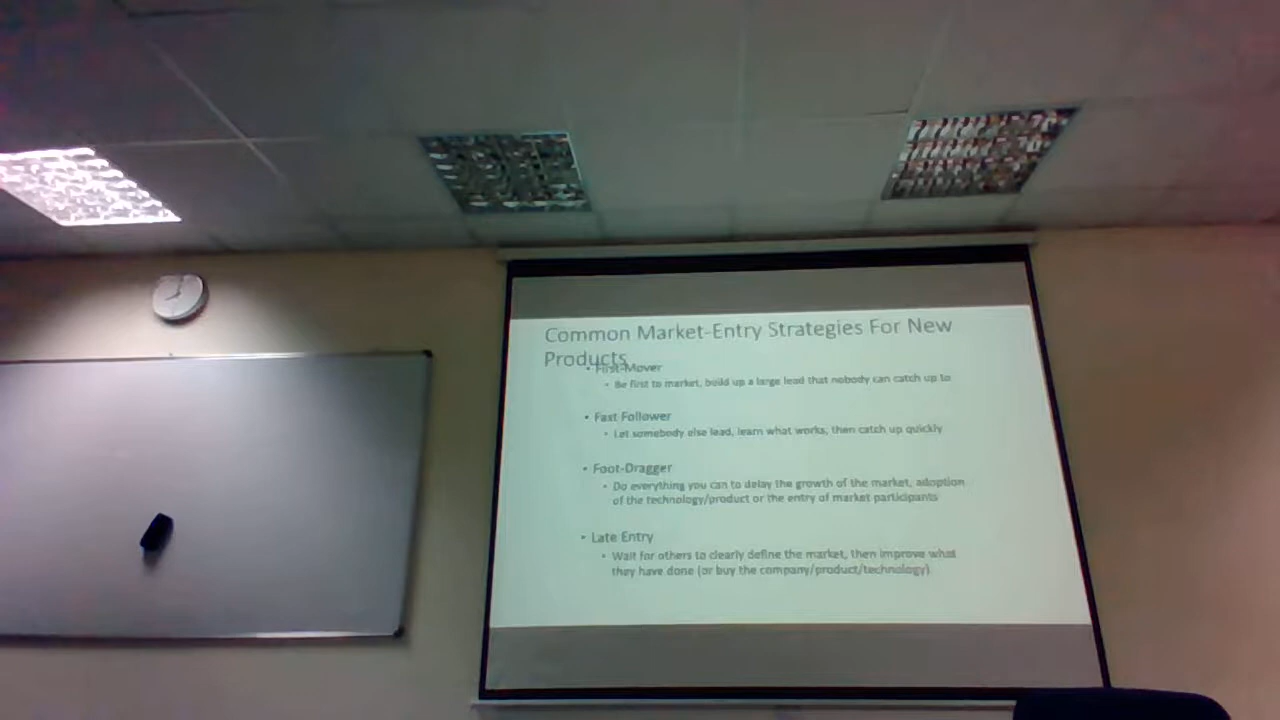 Common Market-Entry Strategies For New
Products
• First-Mover
• Be first to market, build up a large lead that nobody can catch up to
• Fast Follower
• Let somebody else lead, learn what works, then catch up quickly
• Foot-Dragger
• Do everything you can to delay the growth of the market, adoption
of the technology/product or the entry of market participants
• Late Entry
• Wait for others to clearly define the market, then improve what
they have done (or buy the company/product/technology)